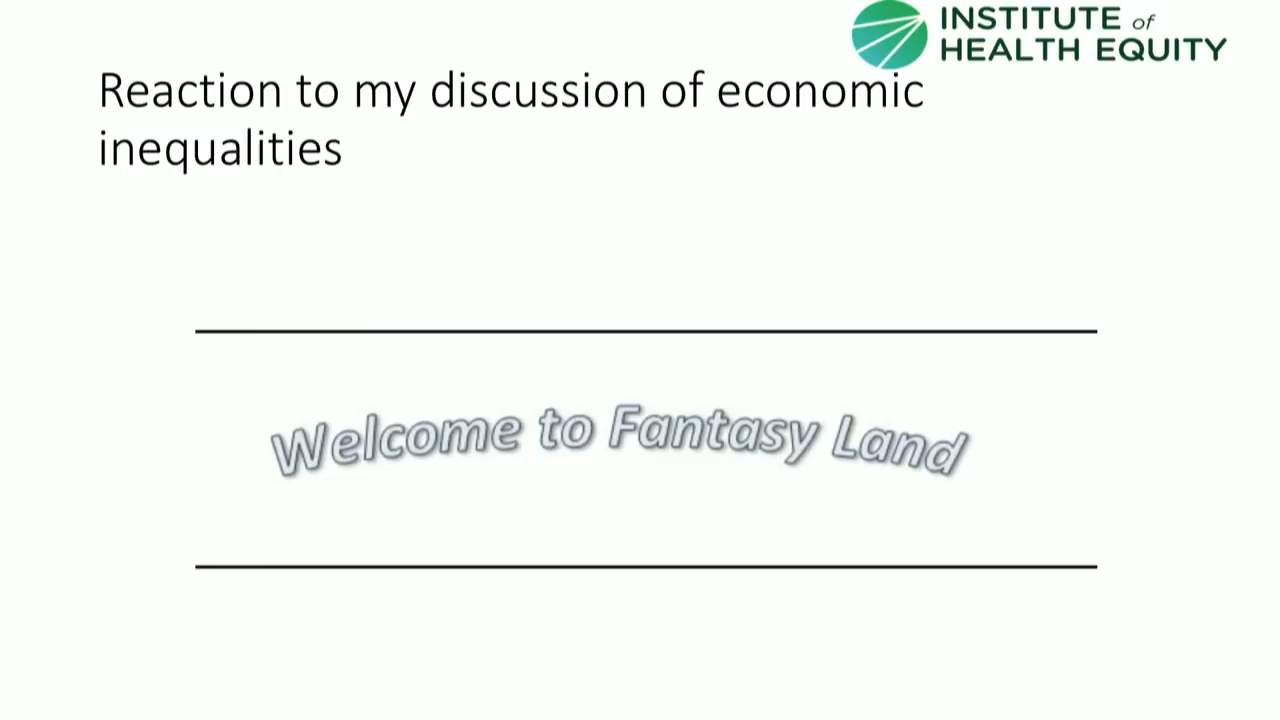 INSTITUTE of
HEALTH EQUITY
Reaction to my discussion of economic
inequalities
Welcome to Fantasy Land